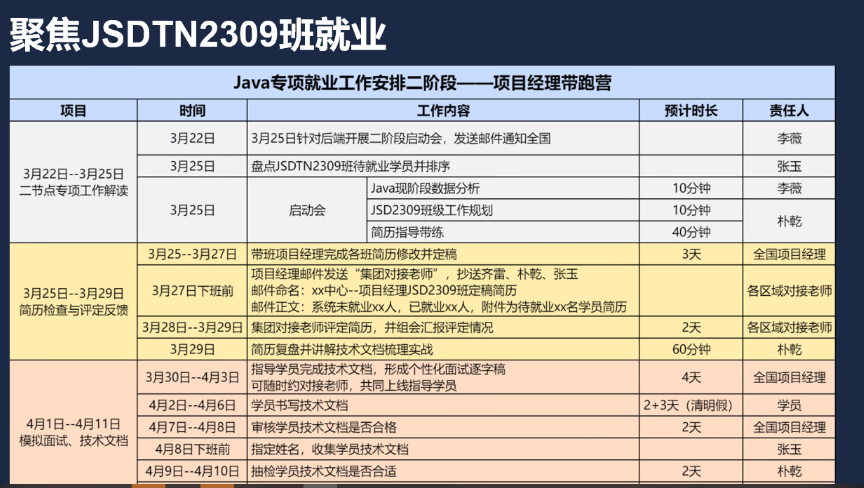 聚焦JSDTN2309班就业
Java专项就业工作安排二阶段——项目经理带跑营
项目 时间 工作内容 预计时长 责任人
3月22日--3月25日
二节点专项工作解读
3月22日 3月25日针对后端开展二阶段启动会，发送邮件通知全国 李薇
3月25日 盘点JSDTN2309班待就业学员并排序 张玉
3月25日 启动会
Java现阶段数据分析 10分钟 李薇
JSD2309班级工作规划 10分钟 朴乾
简历指导带练 40分钟
3月25日--3月29日
简历检查与评定反馈
3月25--3月27日 带班项目经理完成各班简历修改并定稿 3天 全国项目经理
3月27日下班前
项目经理邮件发送“集团对接老师”，抄送齐雷、朴乾、张玉
邮件命名：xx中心--项目经理JSD2309班定稿简历
邮件正文：系统未就业xx人，已就业xx人，附件为待就业xx名学员简历
各区域对接老师
3月28日--3月29日 集团对接老师评定简历，并组会汇报评定情况 2天 各区域对接老师
3月29日 简历复盘并讲解技术文档梳理实战 60分钟 朴乾
4月1日--4月11日
模拟面试、技术文档
3月30日--4月3日
指导学员完成技术文档，形成个性化面试逐字稿
可随时约对接老师，共同上线指导学员
4天 全国项目经理
4月2日--4月6日 学员书写技术文档 2+3天（清明假） 学员
4月7日--4月8日 审核学员技术文档是否合格 2天 全国项目经理
4月8日下班前 指定姓名，收集学员技术文档 张玉
4月9日--4月10日 抽检学员技术文档是否合适 2天 朴乾